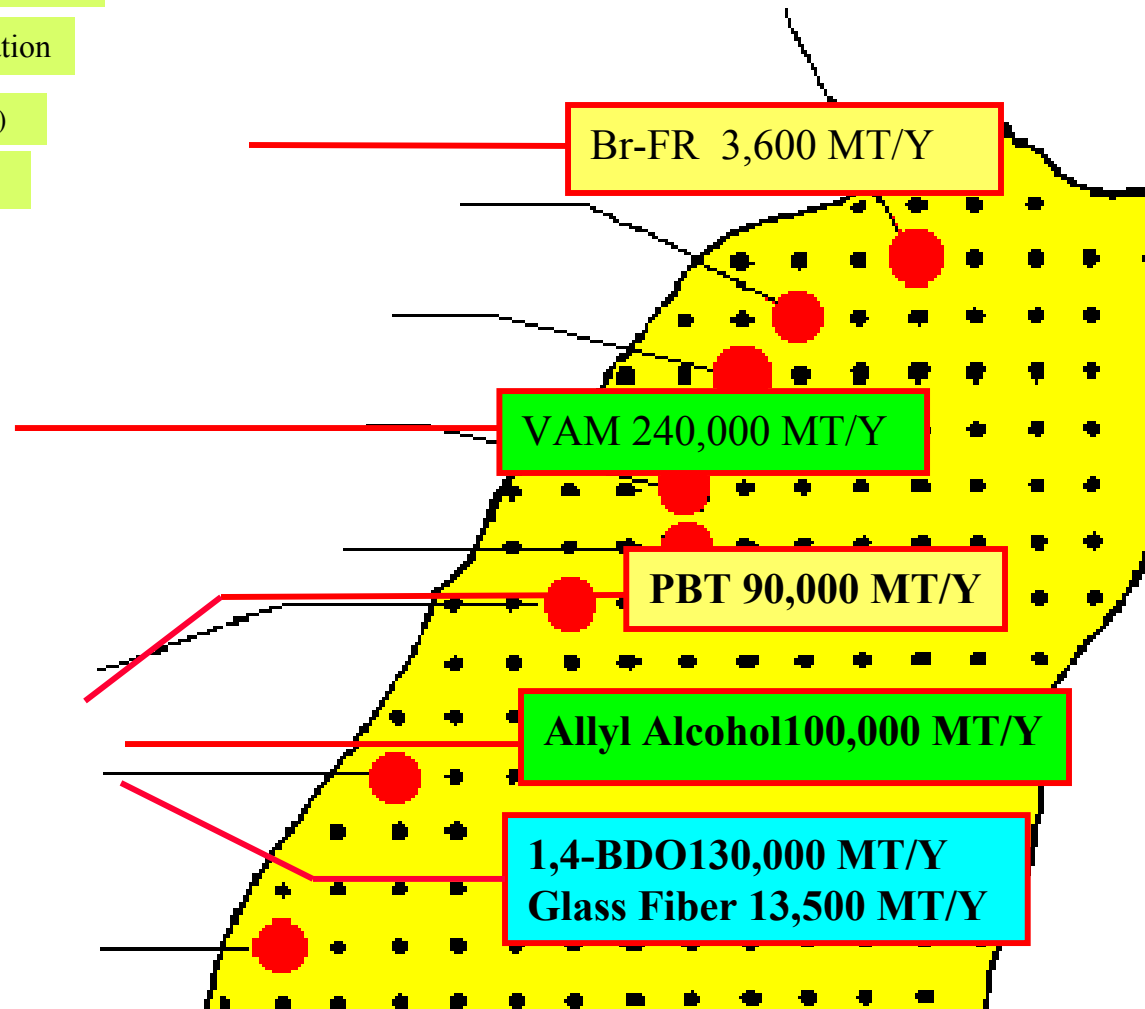 )
Br-FR 3,600 MT/Y
VAM 240,000 MT/Y
PBT 90,000 MT/Y
Allyl Alcohol100,000 MT/Y
1,4-BDO130,000 MT/Y
Glass Fiber 13,500 MT/Y